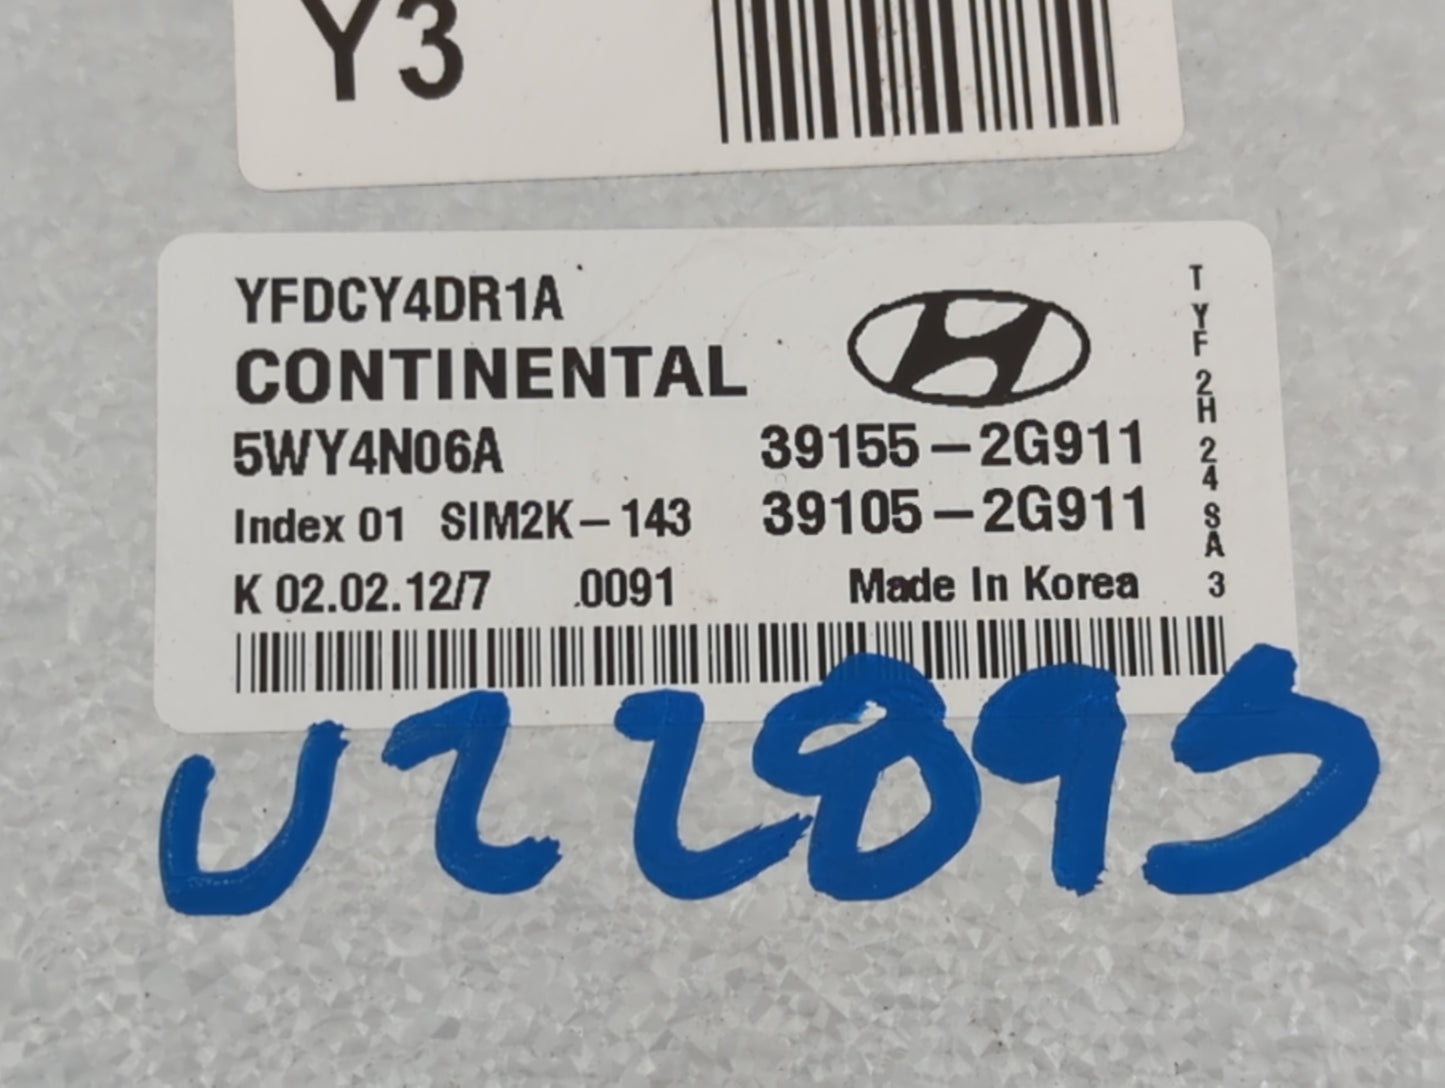 Y3
YFDCY4DR1A
CONTINENTAL
5WY4N06A 39155-2G911
Index 01 SIM2K-143 39105-2G911
K 02.02.12/7 .0091 Made In Korea
TYF2H24SA3
U22895